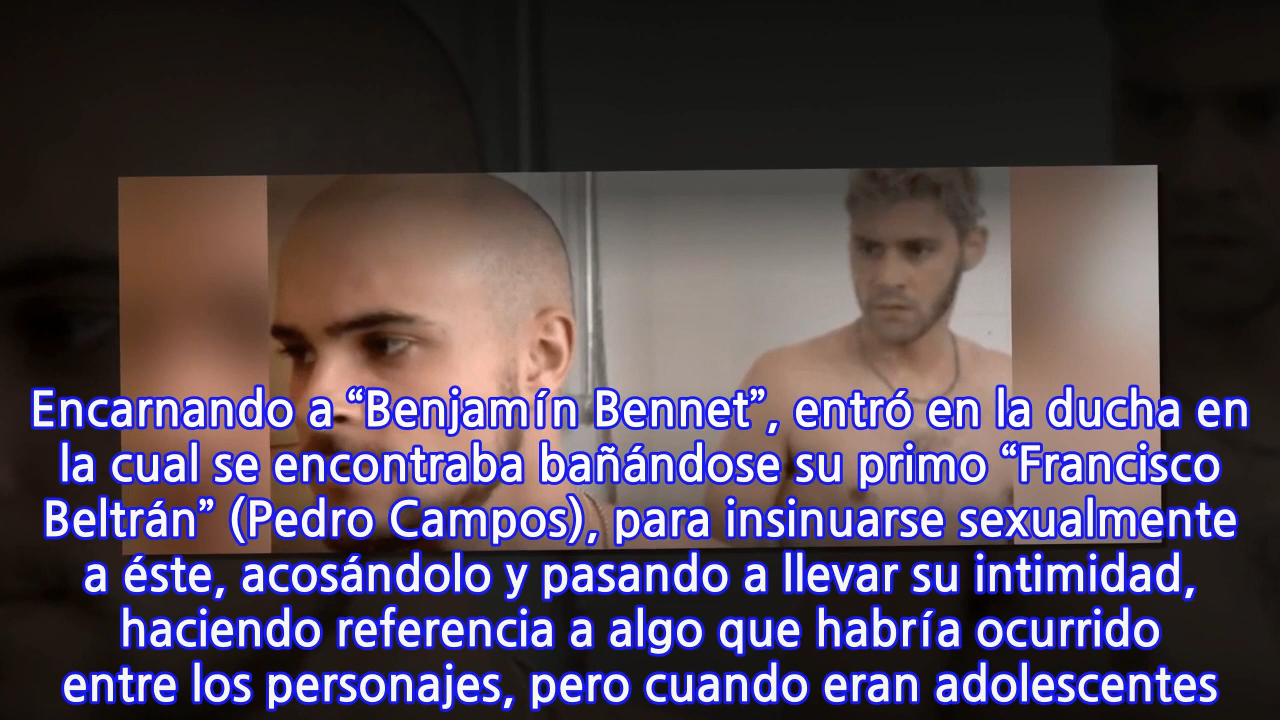 Encarnando a “Benjamín Bennet”, entró en la ducha en
la cual se encontraba bañándose su primo “Francisco
Beltrán” (Pedro Campos), para insinuarse sexualmente
a éste, acosándolo y pasando a llevar su intimidad,
haciendo referencia a algo que habría ocurrido
entre los personajes, pero cuando eran adolescentes